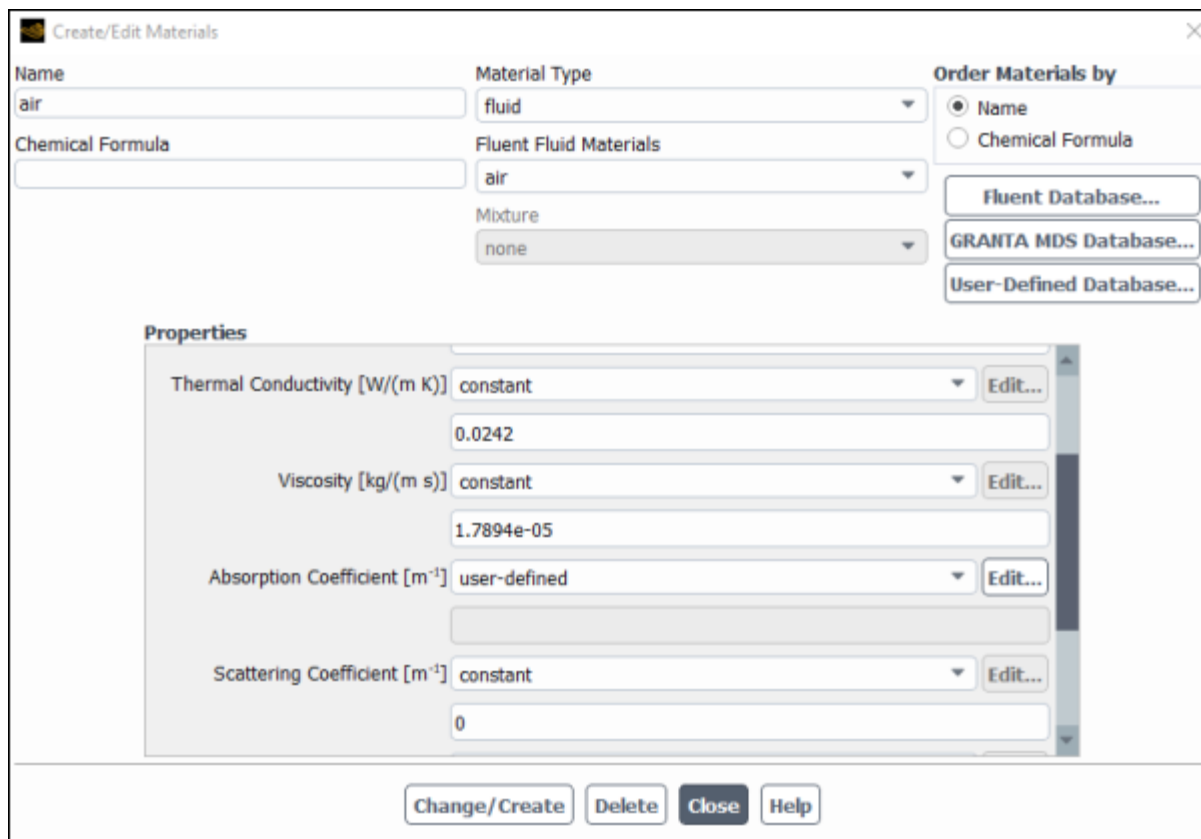 Create/Edit Materials
Name
air
Chemical Formula
Material Type
fluid
Fluent Fluid Materials
air
Mixture
none
Order Materials by
Name
Chemical Formula
Fluent Database...
GRANTA MDS Database...
User-Defined Database...
Properties
Thermal Conductivity [W/(m K)] constant Edit...
0.0242
Viscosity [kg/(m s)] constant Edit...
1.7894e-05
Absorption Coefficient [m⁻¹] user-defined Edit...
Scattering Coefficient [m⁻¹] constant Edit...
0
Change/Create Delete Close Help